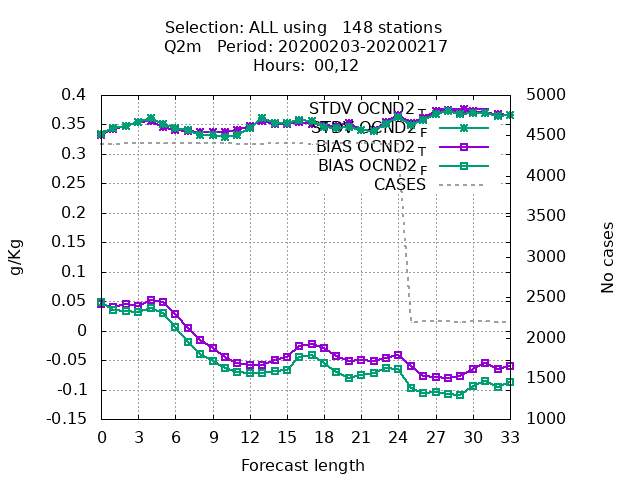 Selection: ALL using 148 stations
Q2m Period: 20200203-20200217
Hours: 00,12
STDV OCND2 T
STDV OCND2 F
BIAS OCND2 T
BIAS OCND2 F
CASES
0.4
0.35
0.3
0.25
0.2
0.15
0.1
0.05
0
-0.05
-0.1
-0.15
g/Kg
5000
4500
4000
3500
3000
2500
2000
1500
1000
No cases
0 3 6 9 12 15 18 21 24 27 30 33
Forecast length